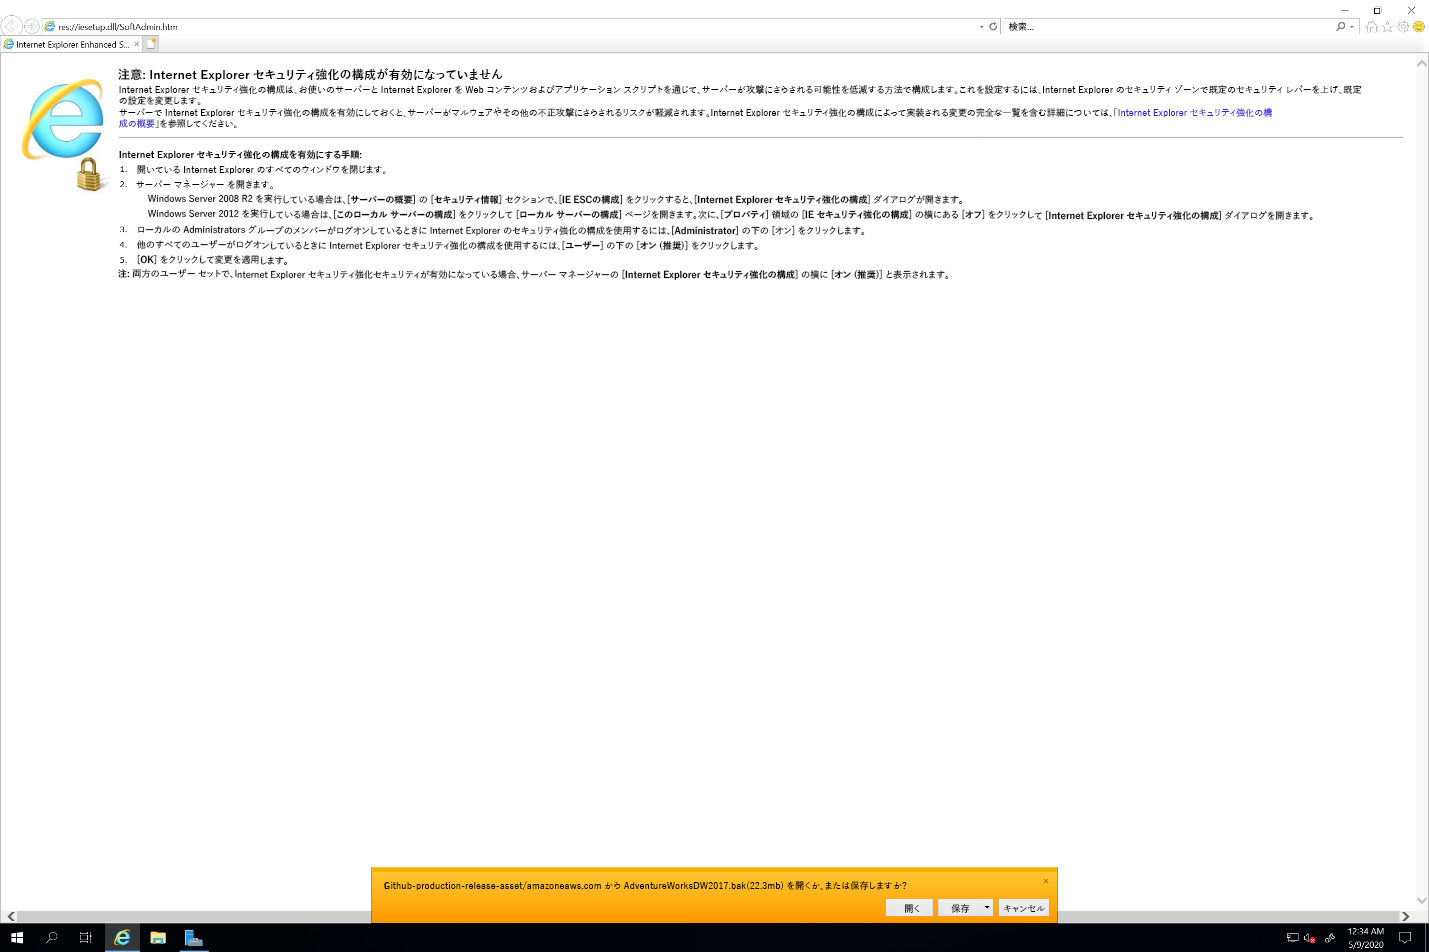 res://iesetup.dll/SoftAdmin.htm
検索...
Internet Explorer Enhanced S...
注意: Internet Explorer セキュリティ強化の構成が有効になっていません
Internet Explorer セキュリティ強化の構成は、お使いのサーバーと Internet Explorer を Web コンテンツおよびアプリケーション スクリプトを通じて、サーバーが攻撃にさらされる可能性を低減する方法で構成します。これを設定するには、Internet Explorer のセキュリティ ゾーンで既定のセキュリティ レバーを上げ、既定
の設定を変更します。
サーバーで Internet Explorer セキュリティ強化の構成を有効にしておくと、サーバーがマルウェアやその他の不正攻撃にさらされるリスクが軽減されます。Internet Explorer セキュリティ強化の構成によって実装される変更の完全な一覧を含む詳細については、「Internet Explorer セキュリティ強化の構
成の概要」を参照してください。
Internet Explorer セキュリティ強化の構成を有効にする手順:
1. 開いている Internet Explorer のすべてのウィンドウを閉じます。
2. サーバー マネージャー を開きます。
Windows Server 2008 R2 を実行している場合は、[サーバーの概要] の [セキュリティ情報] セクションで、[IE ESCの構成] をクリックすると、[Internet Explorer セキュリティ強化の構成] ダイアログが開きます。
Windows Server 2012 を実行している場合は、[このローカル サーバーの構成] をクリックして [ローカル サーバーの構成] ページを開きます。次に、[プロパティ] 領域の [IE セキュリティ強化の構成] の横にある [オフ] をクリックして [Internet Explorer セキュリティ強化の構成] ダイアログを開きます。
3. ローカルの Administrators グループのメンバーがログオンしているときに Internet Explorer のセキュリティ強化の構成を使用するには、[Administrator] の下の [オン] をクリックします。
4. 他のすべてのユーザーがログオンしているときに Internet Explorer セキュリティ強化の構成を使用するには、[ユーザー] の下の [オン (推奨)] をクリックします。
5. [OK] をクリックして変更を適用します。
注: 両方のユーザー セットで、Internet Explorer セキュリティ強化セキュリティが有効になっている場合、サーバー マネージャーの [Internet Explorer セキュリティ強化の構成] の横に [オン (推奨)] と表示されます。
Github-production-release-asset/amazoneaws.com から AdventureWorksDW2017.bak(22.3mb) を開くか、または保存しますか?
開く
保存
キャンセル
12:34 AM
5/9/2020